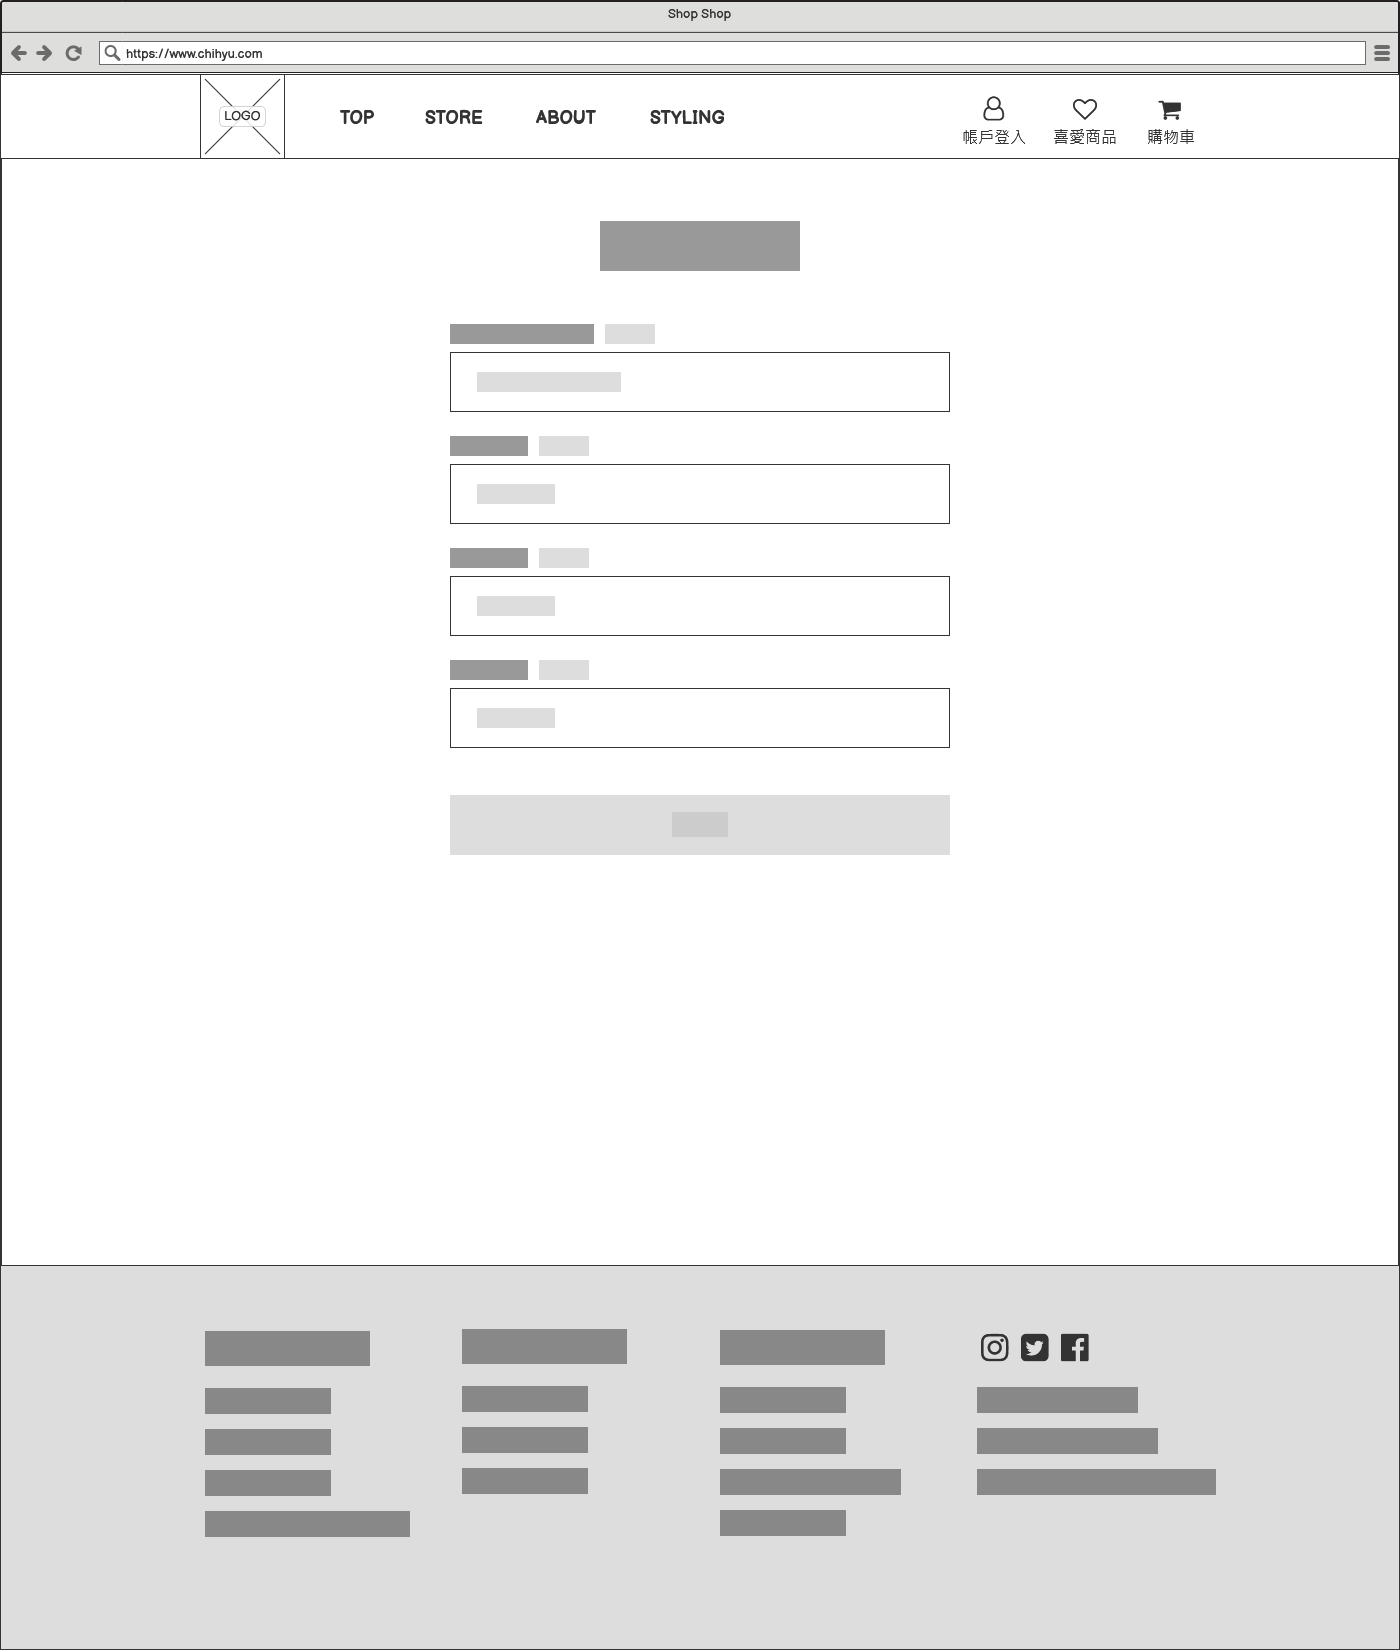 Shop Shop
https://www.chihyu.com
LOGO
TOP
STORE
ABOUT
STYLING
帳戶登入
喜愛商品
購物車